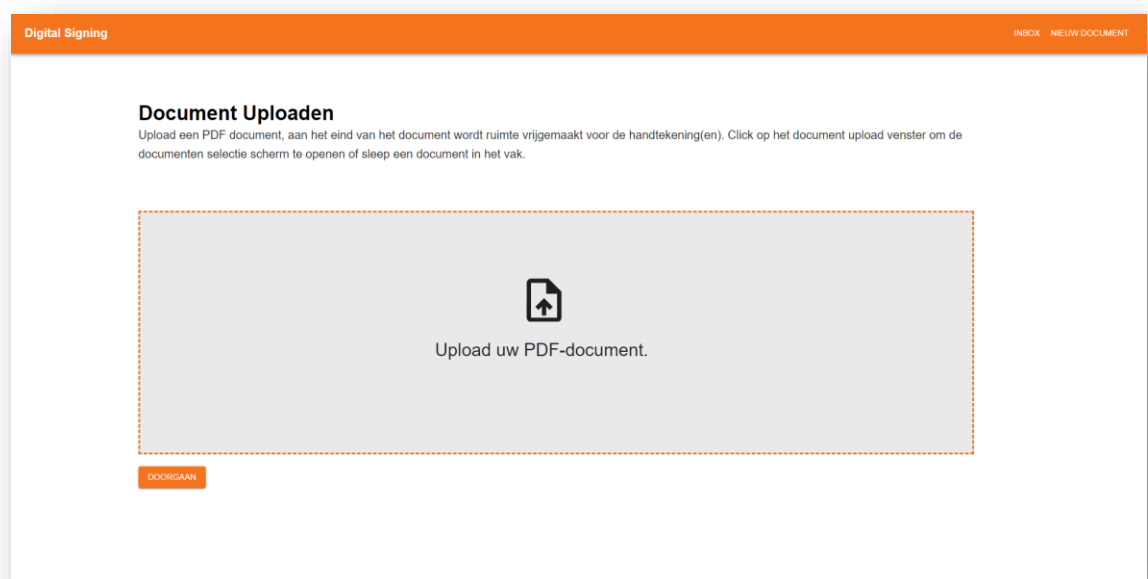 Digital Signing
INBOX NIEUW DOCUMENT
Document Uploaden
Upload een PDF document, aan het eind van het document wordt ruimte vrijgemaakt voor de handtekening(en). Click op het document upload venster om de
documenten selectie scherm te openen of sleep een document in het vak.
Upload uw PDF-document.
DOORGAAN